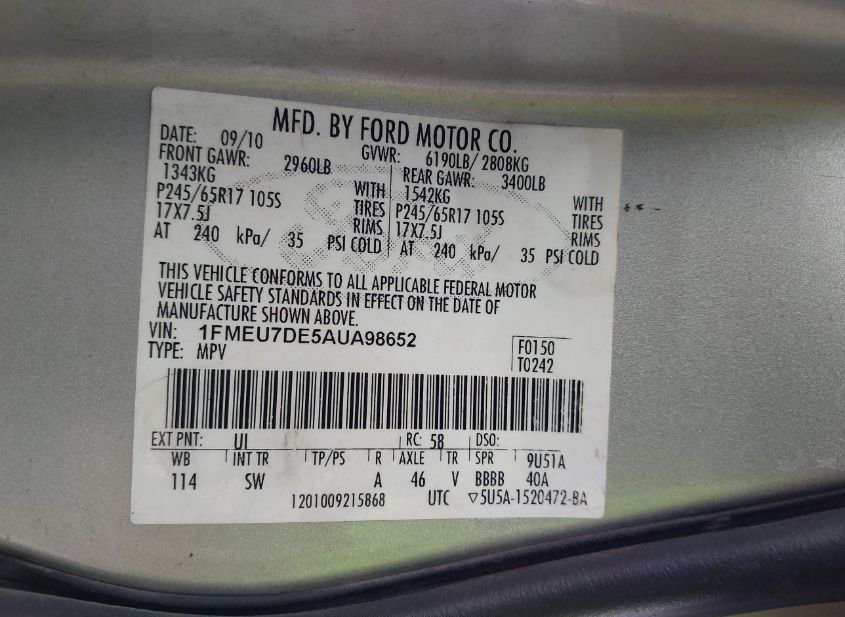 MFD. BY FORD MOTOR CO.
DATE: 09/10 GVWR: 6190LB/ 2808KG
FRONT GAWR: 2960LB REAR GAWR: 3400LB
1343KG WITH 1542KG WITH
P245/65R17 105S TIRES P245/65R17 105S TIRES
17X7.5J RIMS 17X7.5J RIMS
AT 240 kPa/ 35 PSI COLD AT 240 kPa/ 35 PSI COLD
THIS VEHICLE CONFORMS TO ALL APPLICABLE FEDERAL MOTOR
VEHICLE SAFETY STANDARDS IN EFFECT ON THE DATE OF
MANUFACTURE SHOWN ABOVE.
VIN: 1FMEU7DE5AUA98652
TYPE: MPV
F0150
T0242
EXT PNT: UI RC: 58 DSO:
WB INT TR TP/PS R AXLE TR SPR 9U51A
114 SW A 46 V BBBB 40A
1201009215868 UTC ▽5U5A-1520472-BA